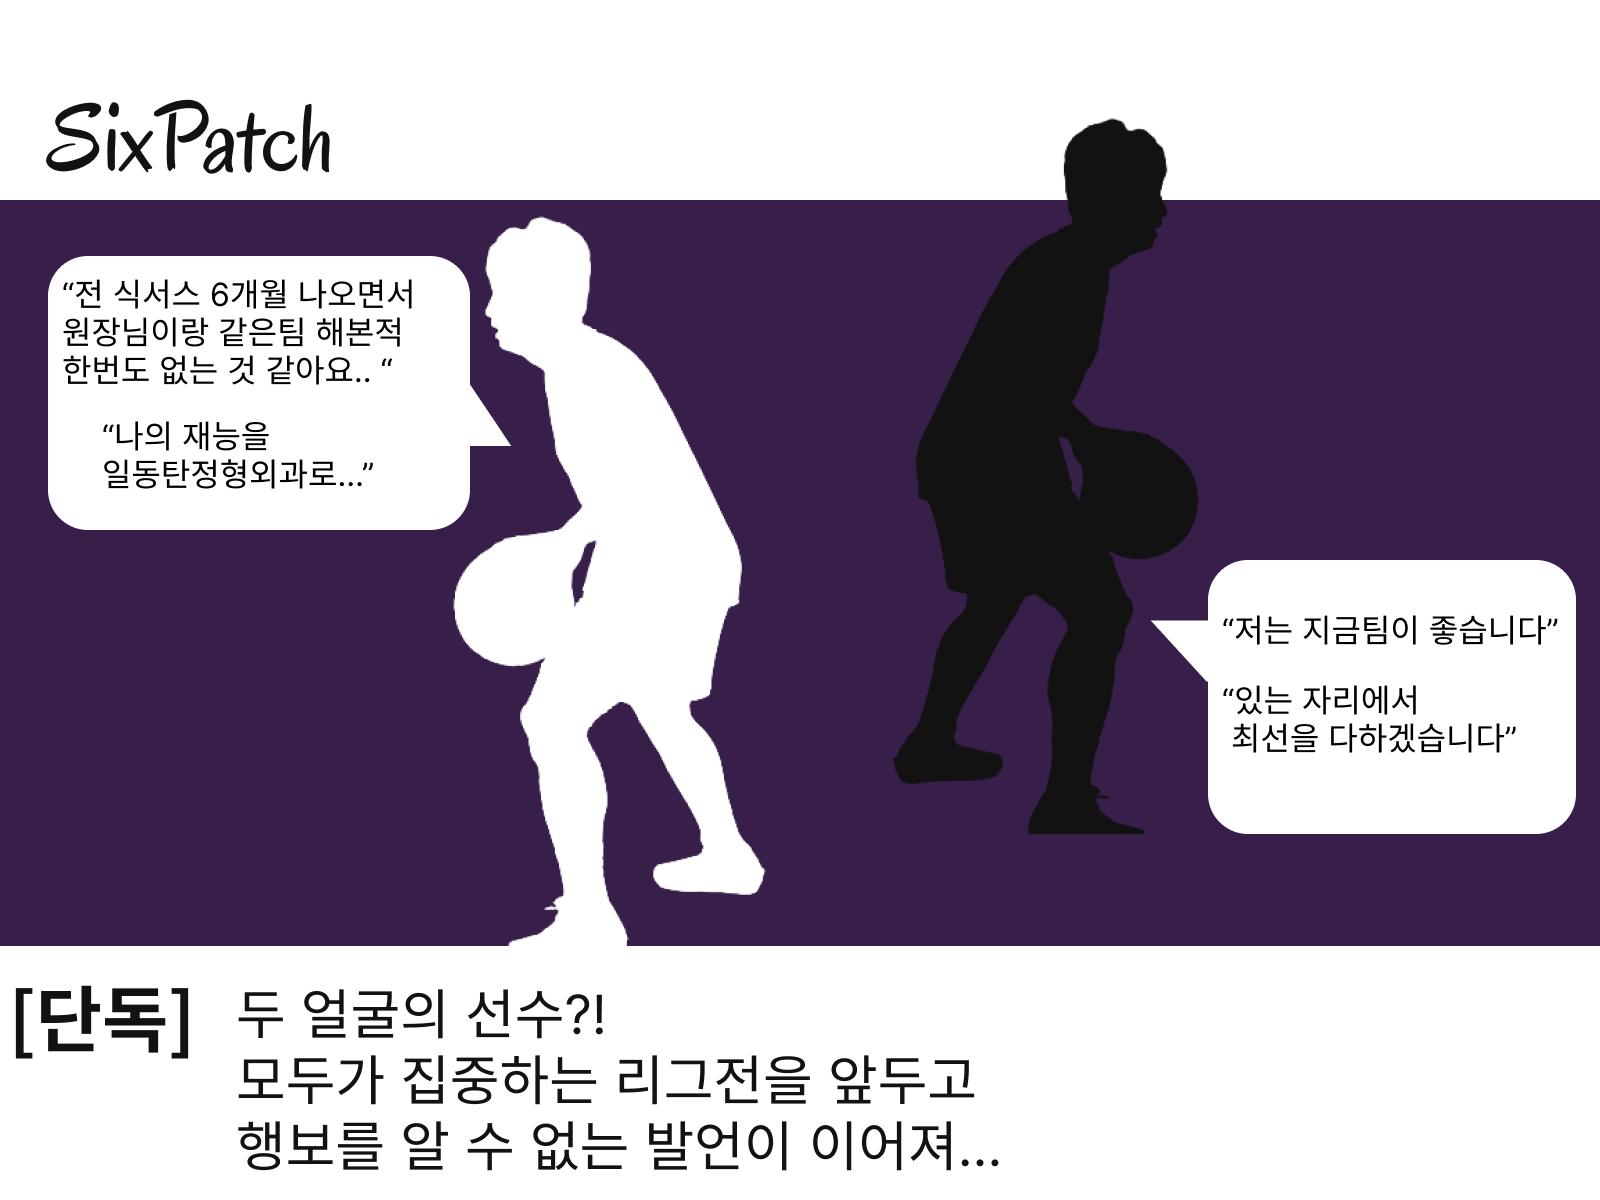 SixPatch
“전 식서스 6개월 나오면서
원장님이랑 같은팀 해본적
한번도 없는 것 같아요.. “
“나의 재능을
일동탄정형외과로...”
“저는 지금팀이 좋습니다”
“있는 자리에서
최선을 다하겠습니다”
[단독]
두 얼굴의 선수?!
모두가 집중하는 리그전을 앞두고
행보를 알 수 없는 발언이 이어져...